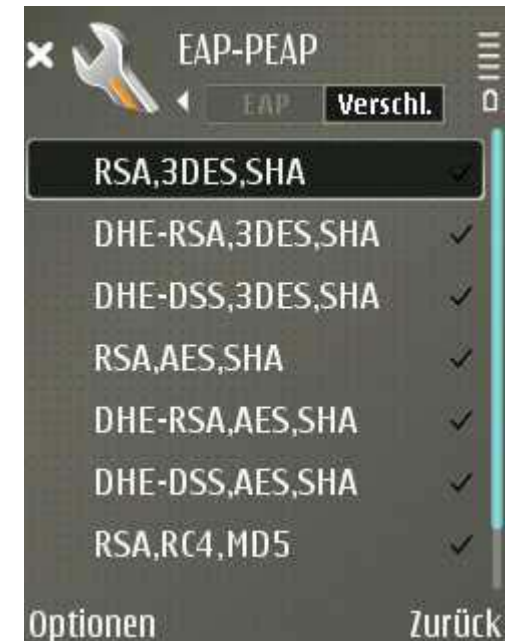 EAP-PEAP
EAP Verschl.
RSA,3DES,SHA
DHE-RSA,3DES,SHA
DHE-DSS,3DES,SHA
RSA,AES,SHA
DHE-RSA,AES,SHA
DHE-DSS,AES,SHA
RSA,RC4,MD5
Optionen Zurück